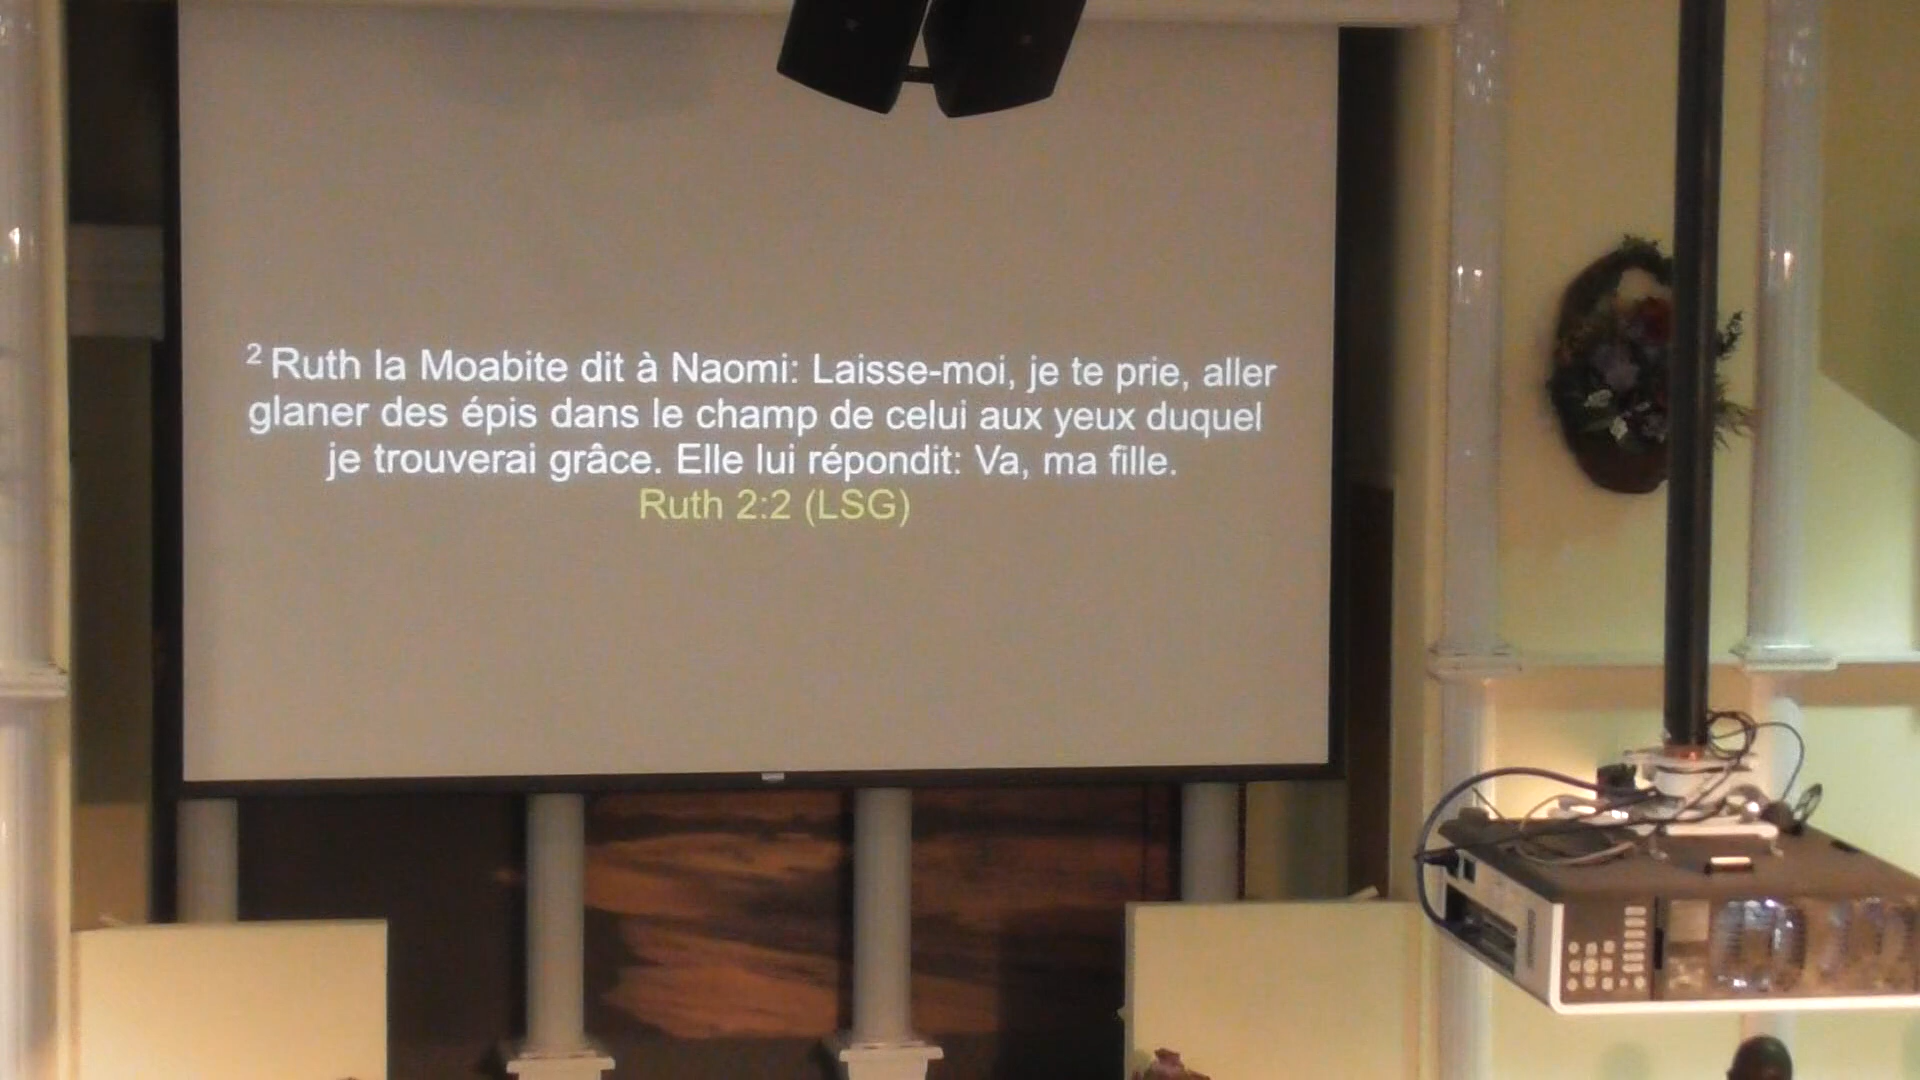 2 Ruth la Moabite dit à Naomi: Laisse-moi, je te prie, aller
glaner des épis dans le champ de celui aux yeux duquel
je trouverai grâce. Elle lui répondit: Va, ma fille.
Ruth 2:2 (LSG)